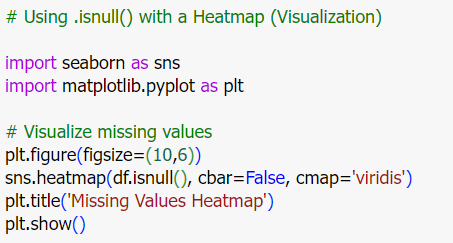 # Using .isnull() with a Heatmap (Visualization)
import seaborn as sns
import matplotlib.pyplot as plt
# Visualize missing values
plt.figure(figsize=(10,6))
sns.heatmap(df.isnull(), cbar=False, cmap='viridis')
plt.title('Missing Values Heatmap')
plt.show()